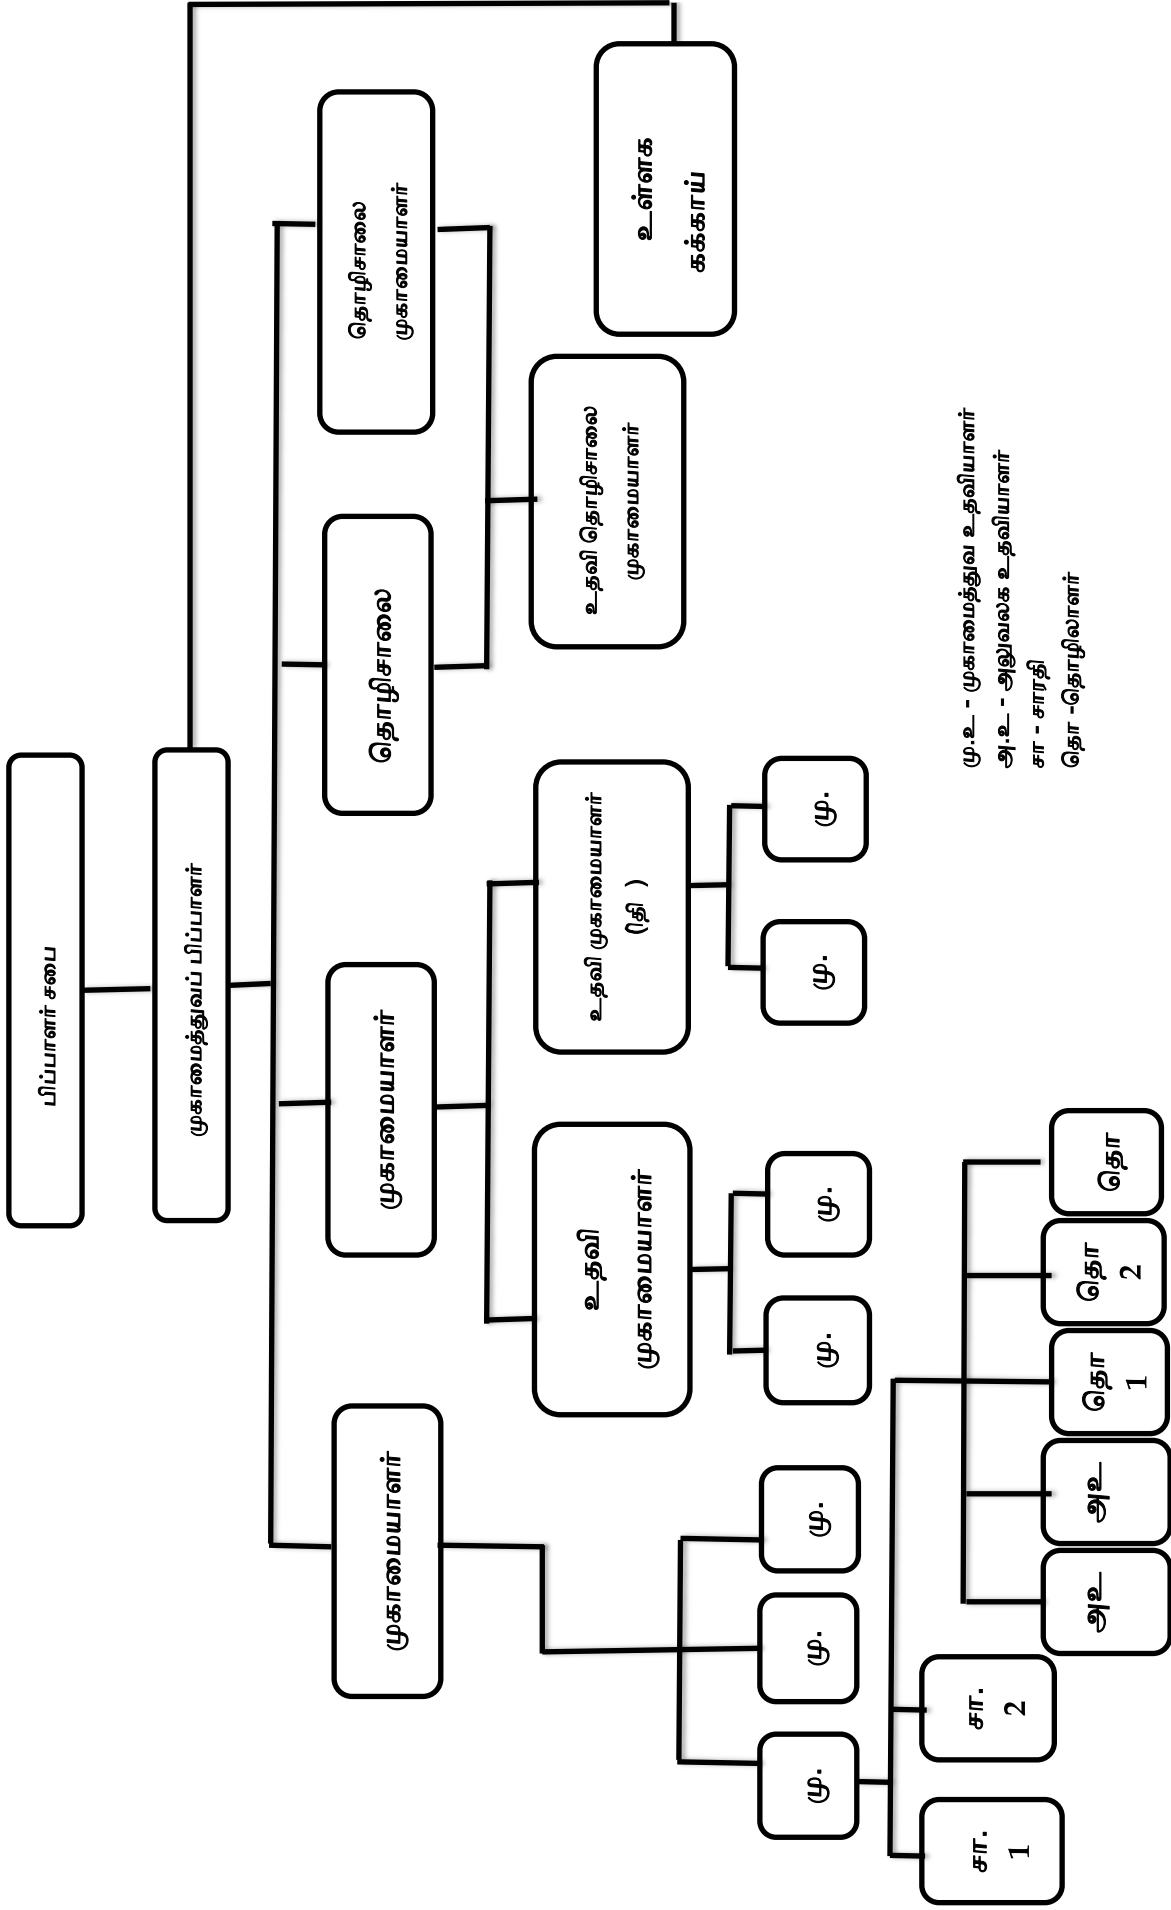 பிப்பாளர் சபை
முகாமைத்துவப் பிப்பாளர்
முகாமையாளர்
முகாமையாளர்
தொழிசாலை
தொழிசாலை
முகாமையாளர்
உதவி
முகாமையாளர்
உதவி முகாமையாளர்
(நி )
உதவி தொழிசாலை
முகாமையாளர்
உள்ளக
கக்காய்
மு.
மு.
மு.
மு.
மு.
மு.
மு.
சா.
1
சா.
2
அஉ
அஉ
தொ
1
தொ
2
தொ
மு.உ - முகாமைத்துவ உதவியாளர்
அ.உ - அலுவலக உதவியாளர்
சா - சாரதி
தொ -தொழிலாளர்